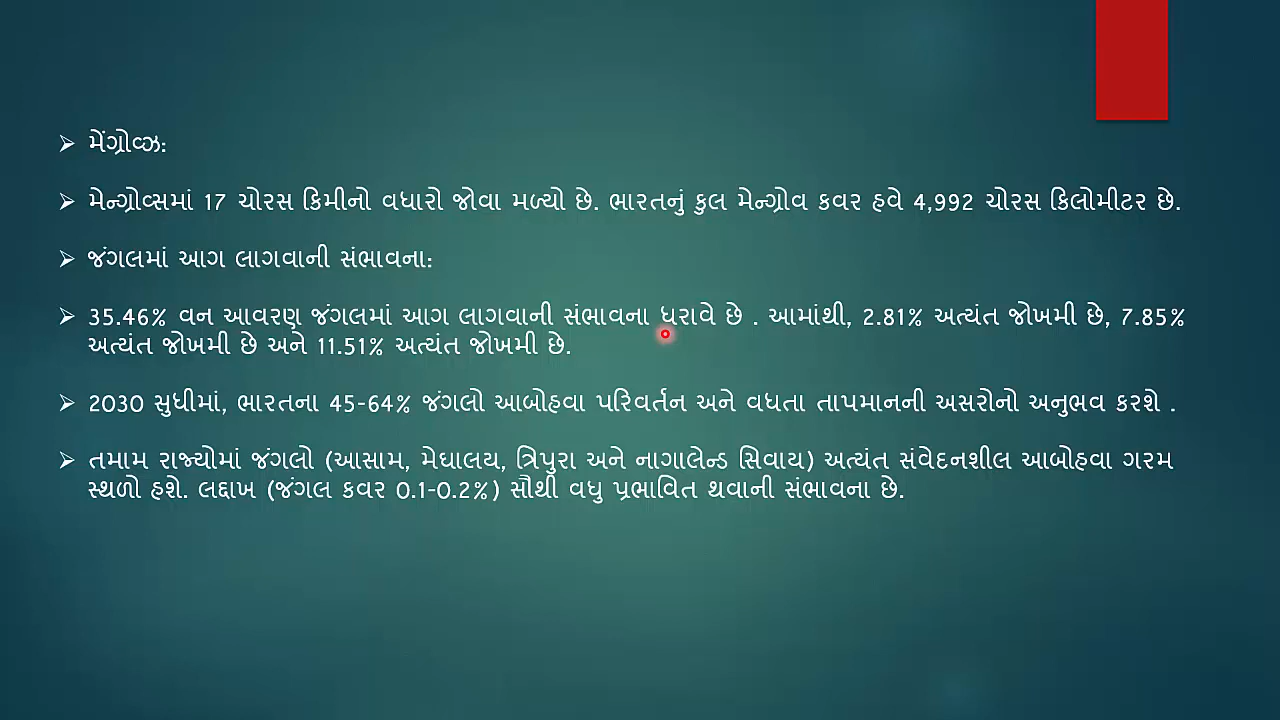 ➢ મેંગ્રોવ્ઝ:
➢ મેન્ગ્રોવ્સમાં 17 ચોરસ કિમીનો વધારો જોવા મળ્યો છે. ભારતનું કુલ મેન્ગ્રોવ કવર હવે 4,992 ચોરસ કિલોમીટર છે.
➢ જંગલમાં આગ લાગવાની સંભાવના:
➢ 35.46% વન આવરણ જંગલમાં આગ લાગવાની સંભાવના ધરાવે છે . આમાંથી, 2.81% અત્યંત જોખમી છે, 7.85%
અત્યંત જોખમી છે અને 11.51% અત્યંત જોખમી છે.
➢ 2030 સુધીમાં, ભારતના 45-64% જંગલો આબોહવા પરિવર્તન અને વધતા તાપમાનની અસરોનો અનુભવ કરશે .
➢ તમામ રાજ્યોમાં જંગલો (આસામ, મેઘાલય, ત્રિપુરા અને નાગાલેન્ડ સિવાય) અત્યંત સંવેદનશીલ આબોહવા ગરમ
સ્થળો હશે. લદ્દાખ (જંગલ કવર 0.1-0.2%) સૌથી વધુ પ્રભાવિત થવાની સંભાવના છે.